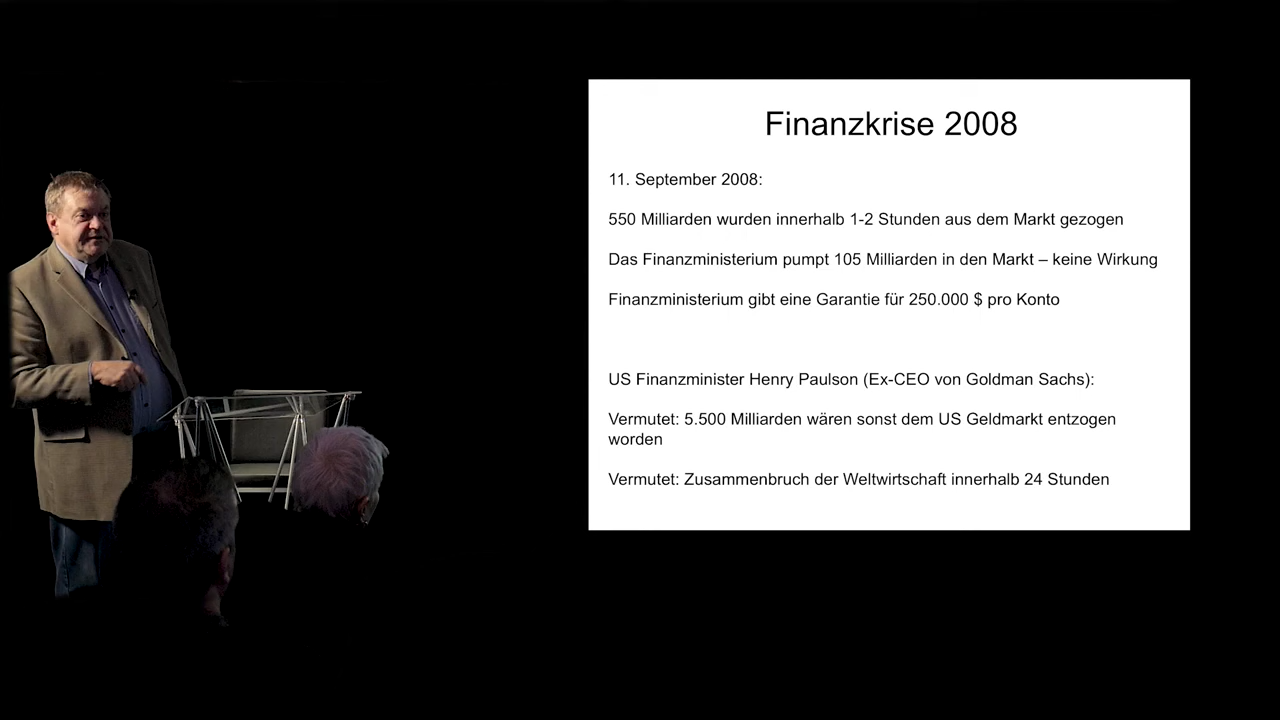 Finanzkrise 2008
11. September 2008:
550 Milliarden wurden innerhalb 1-2 Stunden aus dem Markt gezogen
Das Finanzministerium pumpt 105 Milliarden in den Markt – keine Wirkung
Finanzministerium gibt eine Garantie für 250.000 $ pro Konto
US Finanzminister Henry Paulson (Ex-CEO von Goldman Sachs):
Vermutet: 5.500 Milliarden wären sonst dem US Geldmarkt entzogen
worden
Vermutet: Zusammenbruch der Weltwirtschaft innerhalb 24 Stunden